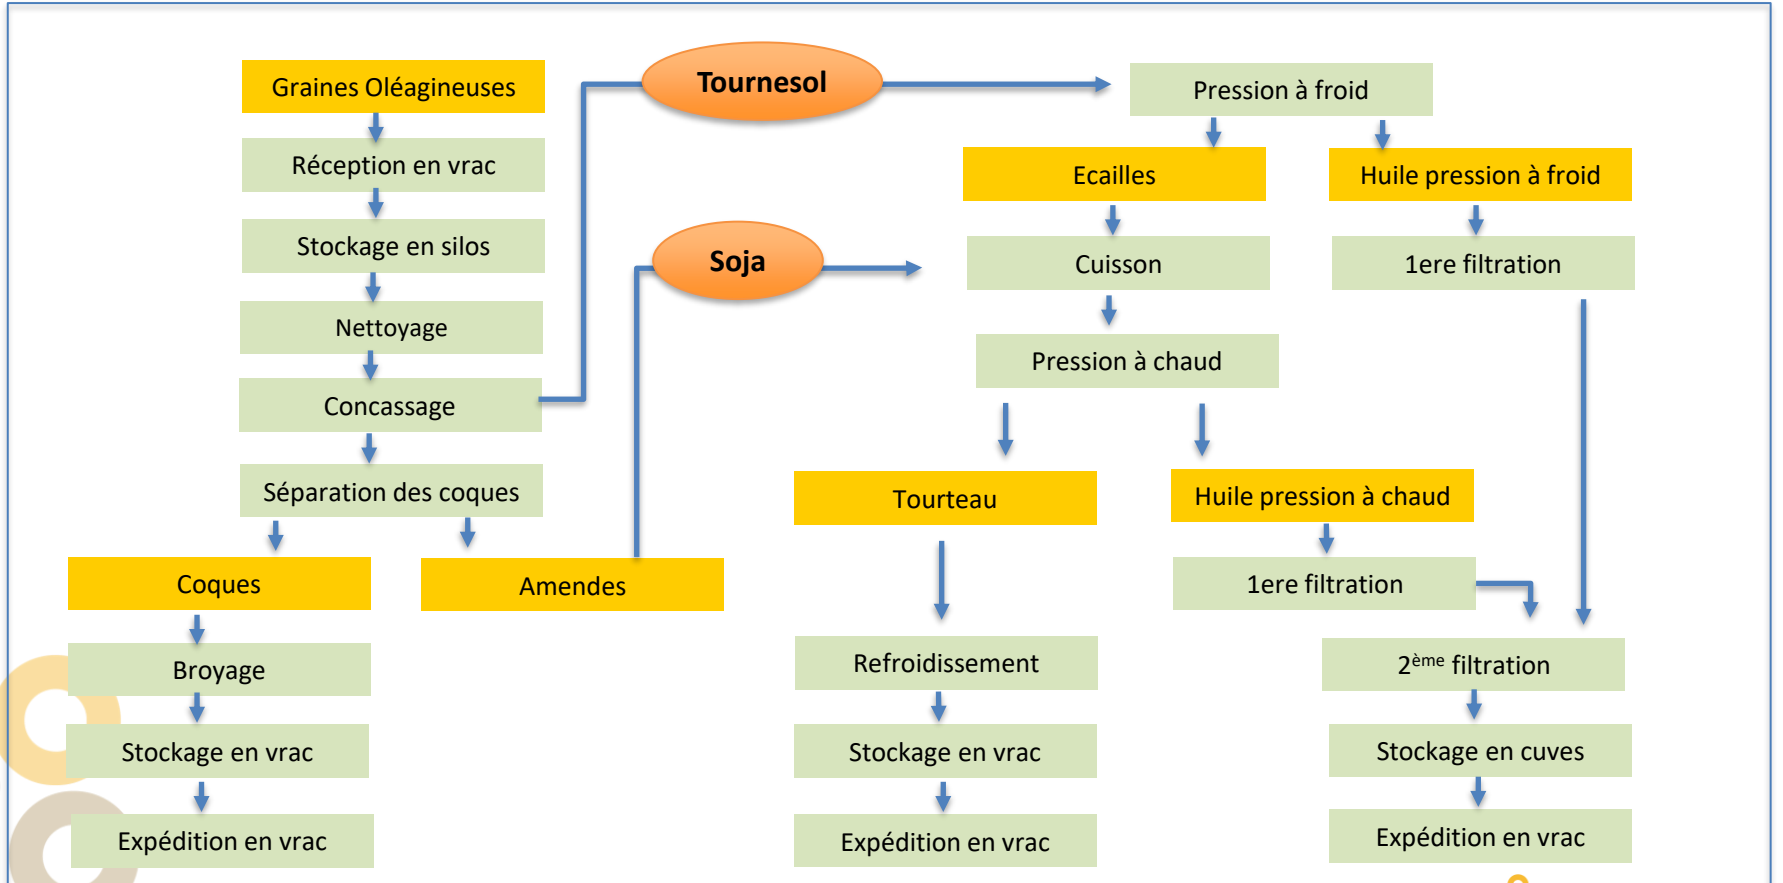 Graines Oléagineuses
Réception en vrac
Stockage en silos
Nettoyage
Concassage
Séparation des coques
Coques
Amendes
Broyage
Stockage en vrac
Expédition en vrac
Tournesol
Soja
Pression à froid
Ecailles
Huile pression à froid
Cuisson
1ere filtration
Pression à chaud
Tourteau
Huile pression à chaud
1ere filtration
Refroidissement
2ème filtration
Stockage en vrac
Stockage en cuves
Expédition en vrac
Expédition en vrac